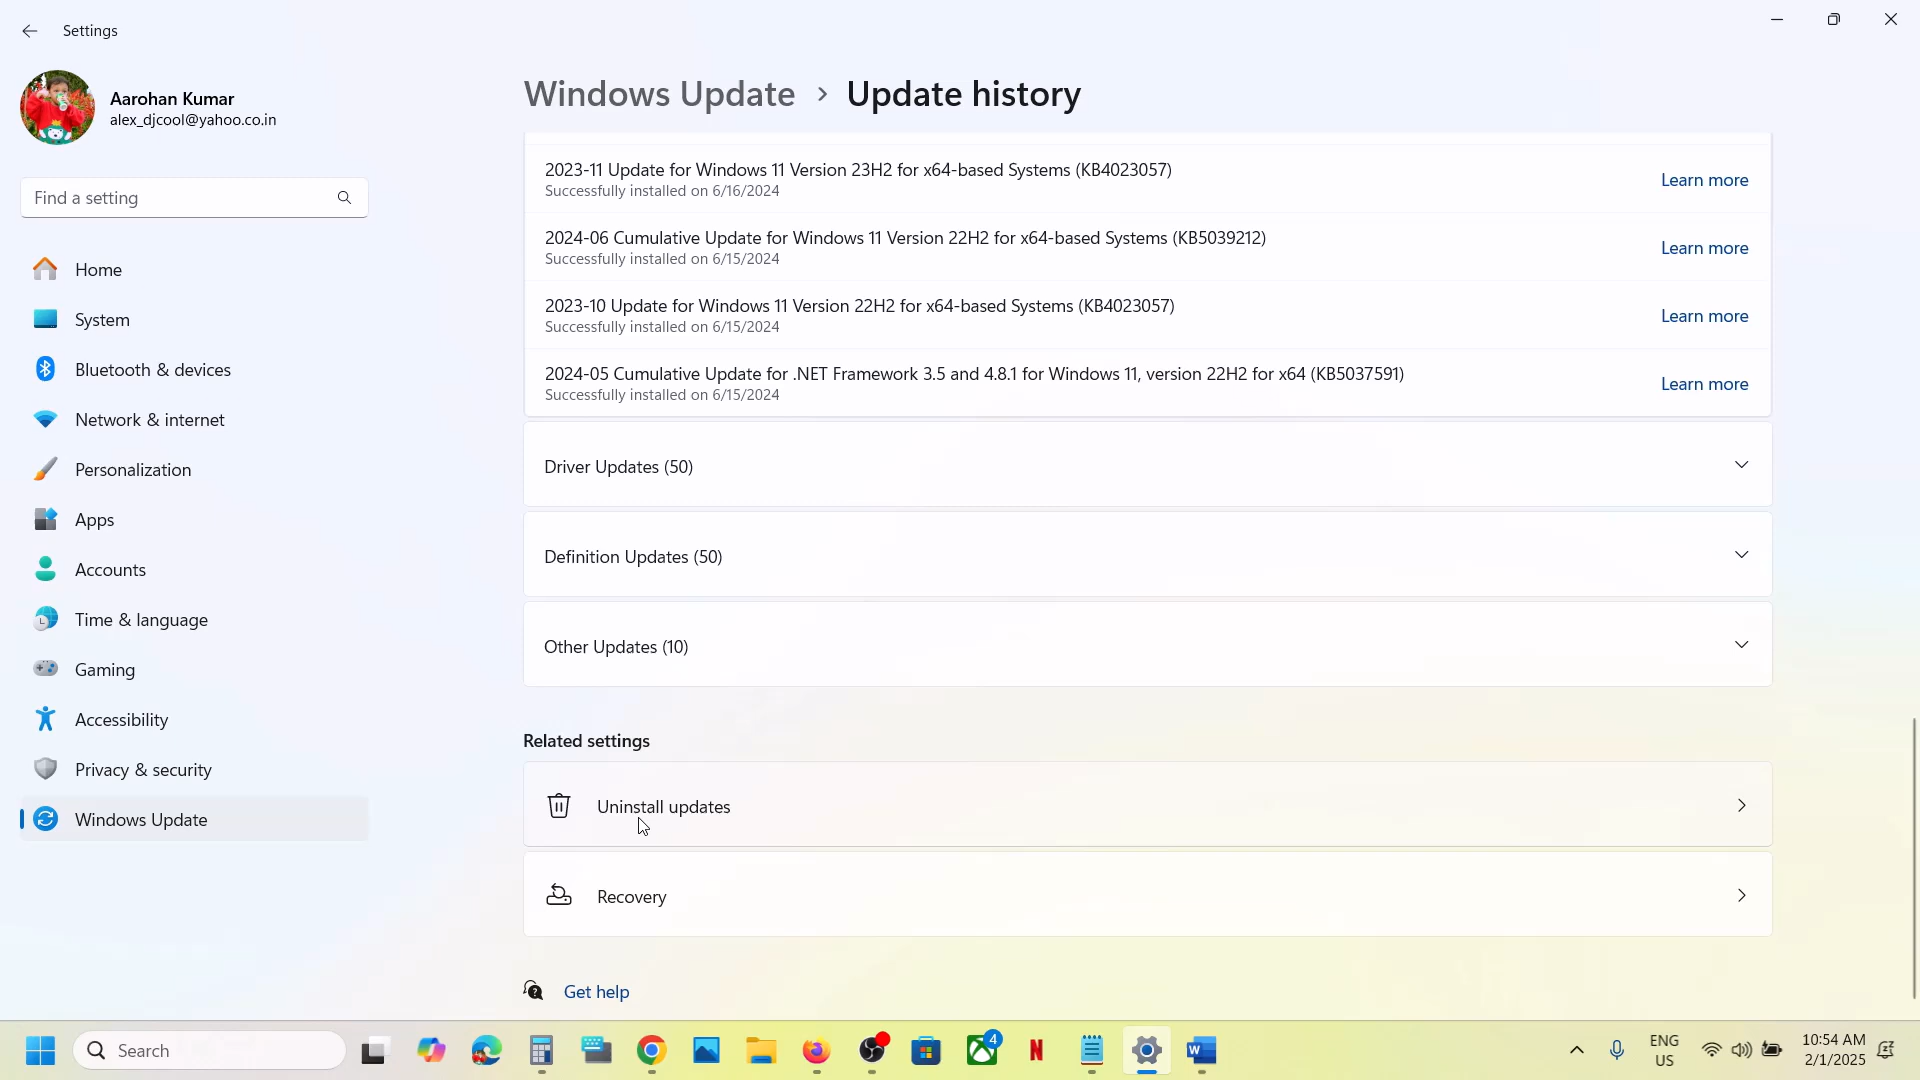 Settings
Aarohan Kumar
alex_djcool@yahoo.co.in
Find a setting
Home
System
Bluetooth & devices
Network & internet
Personalization
Apps
Accounts
Time & language
Gaming
Accessibility
Privacy & security
Windows Update
Windows Update > Update history
2023-11 Update for Windows 11 Version 23H2 for x64-based Systems (KB4023057)
Successfully installed on 6/16/2024
Learn more
2024-06 Cumulative Update for Windows 11 Version 22H2 for x64-based Systems (KB5039212)
Successfully installed on 6/15/2024
Learn more
2023-10 Update for Windows 11 Version 22H2 for x64-based Systems (KB4023057)
Successfully installed on 6/15/2024
Learn more
2024-05 Cumulative Update for .NET Framework 3.5 and 4.8.1 for Windows 11, version 22H2 for x64 (KB5037591)
Successfully installed on 6/15/2024
Learn more
Driver Updates (50)
Definition Updates (50)
Other Updates (10)
Related settings
Uninstall updates
Recovery
Get help
Search
4
N
W
ENG
US
10:54 AM
2/1/2025